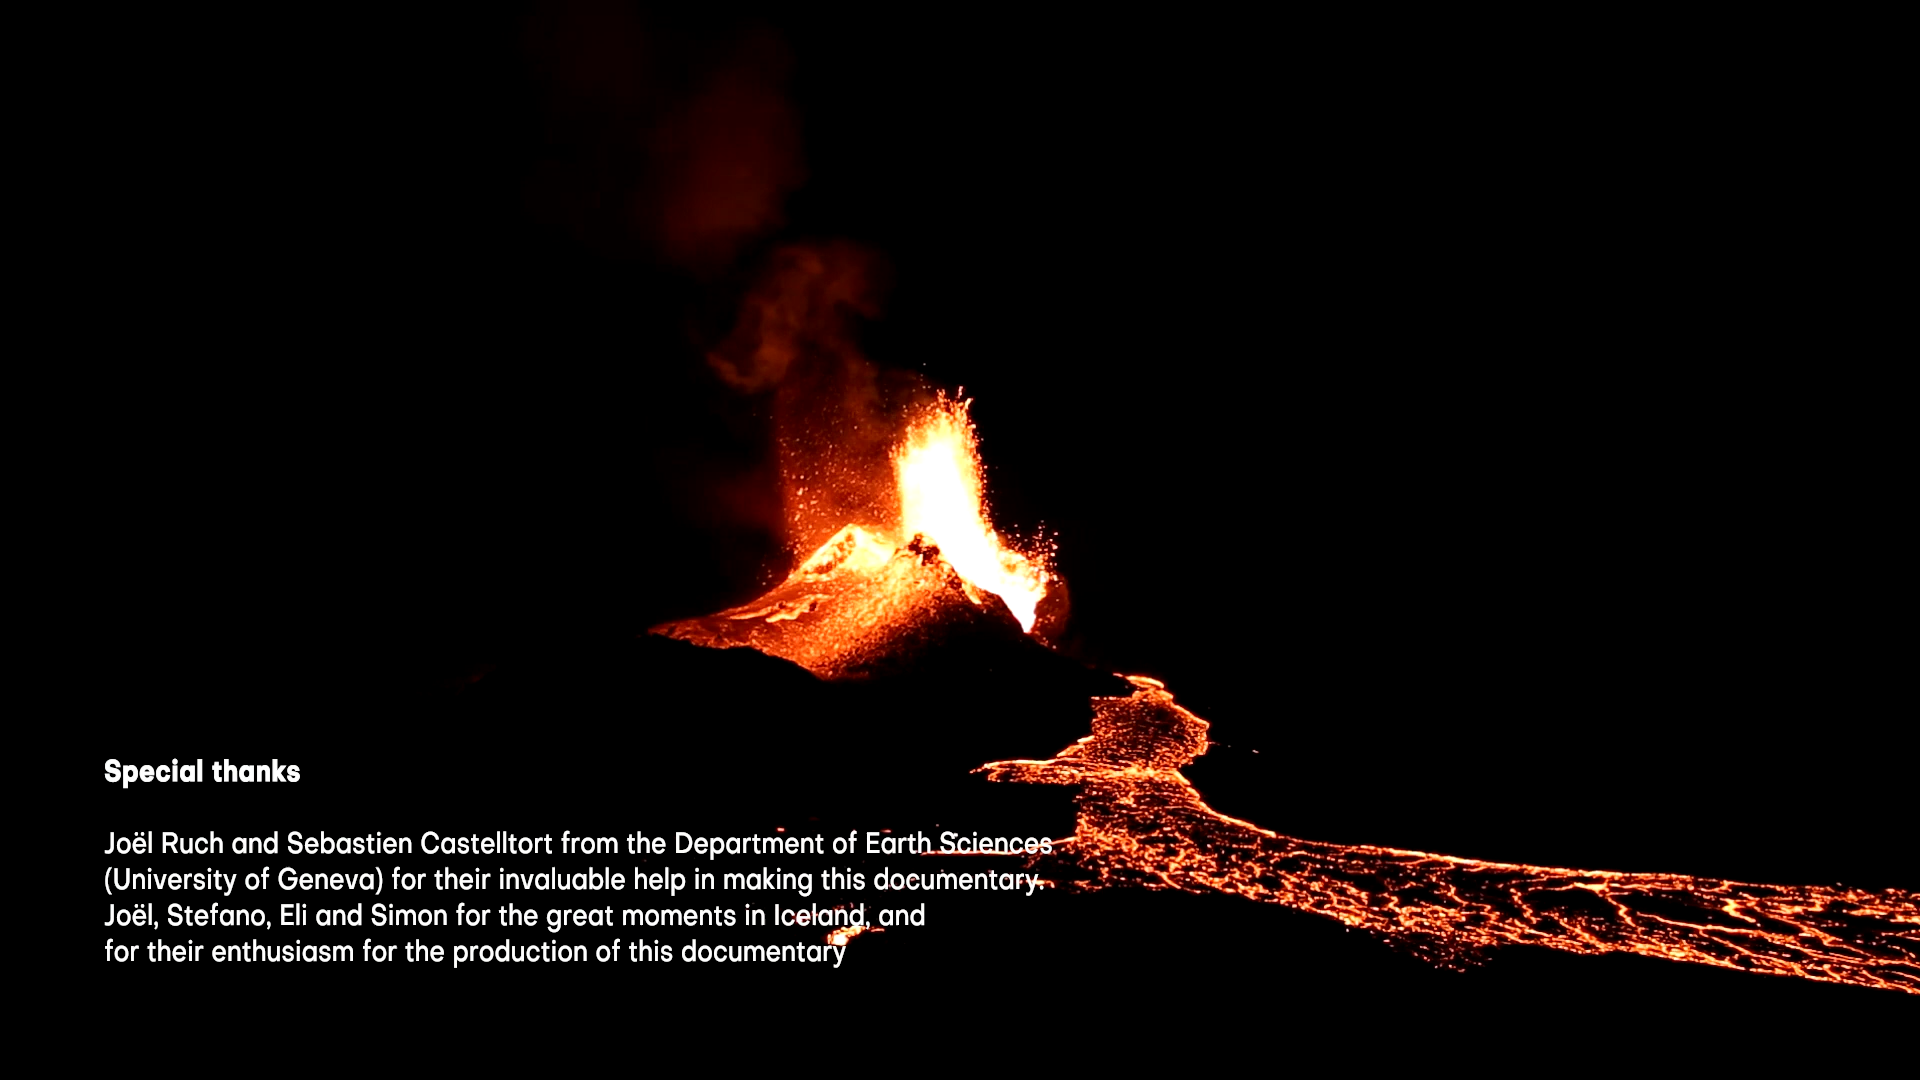 Special thanks
Joël Ruch and Sebastien Castelltort from the Department of Earth Sciences
(University of Geneva) for their invaluable help in making this documentary.
Joël, Stefano, Eli and Simon for the great moments in Iceland, and
for their enthusiasm for the production of this documentary